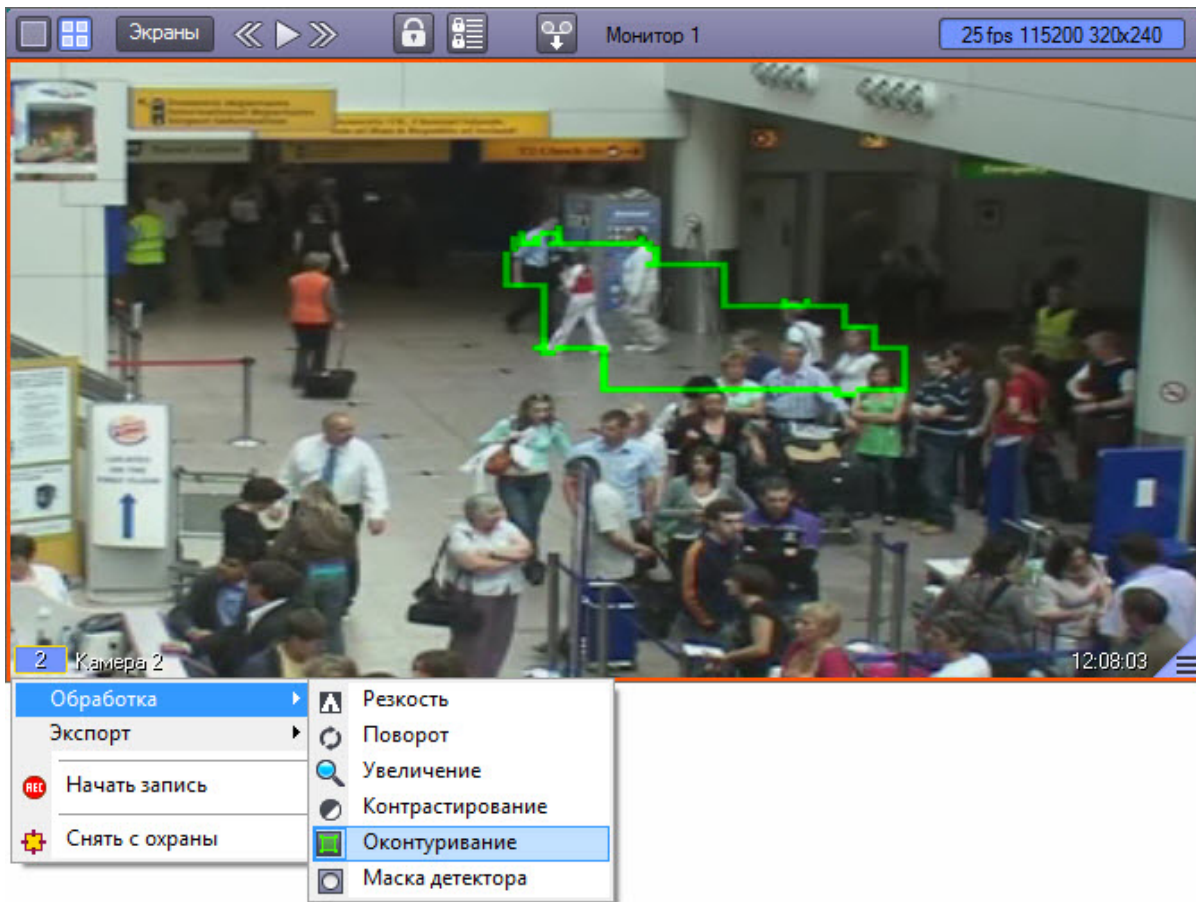 Экраны
Монитор 1
25 fps 115200 320x240
2 Камера 2
12:08:03
Обработка
Экспорт
REC Начать запись
Снять с охраны
Резкость
Поворот
Увеличение
Контрастирование
Оконтуривание
Маска детектора